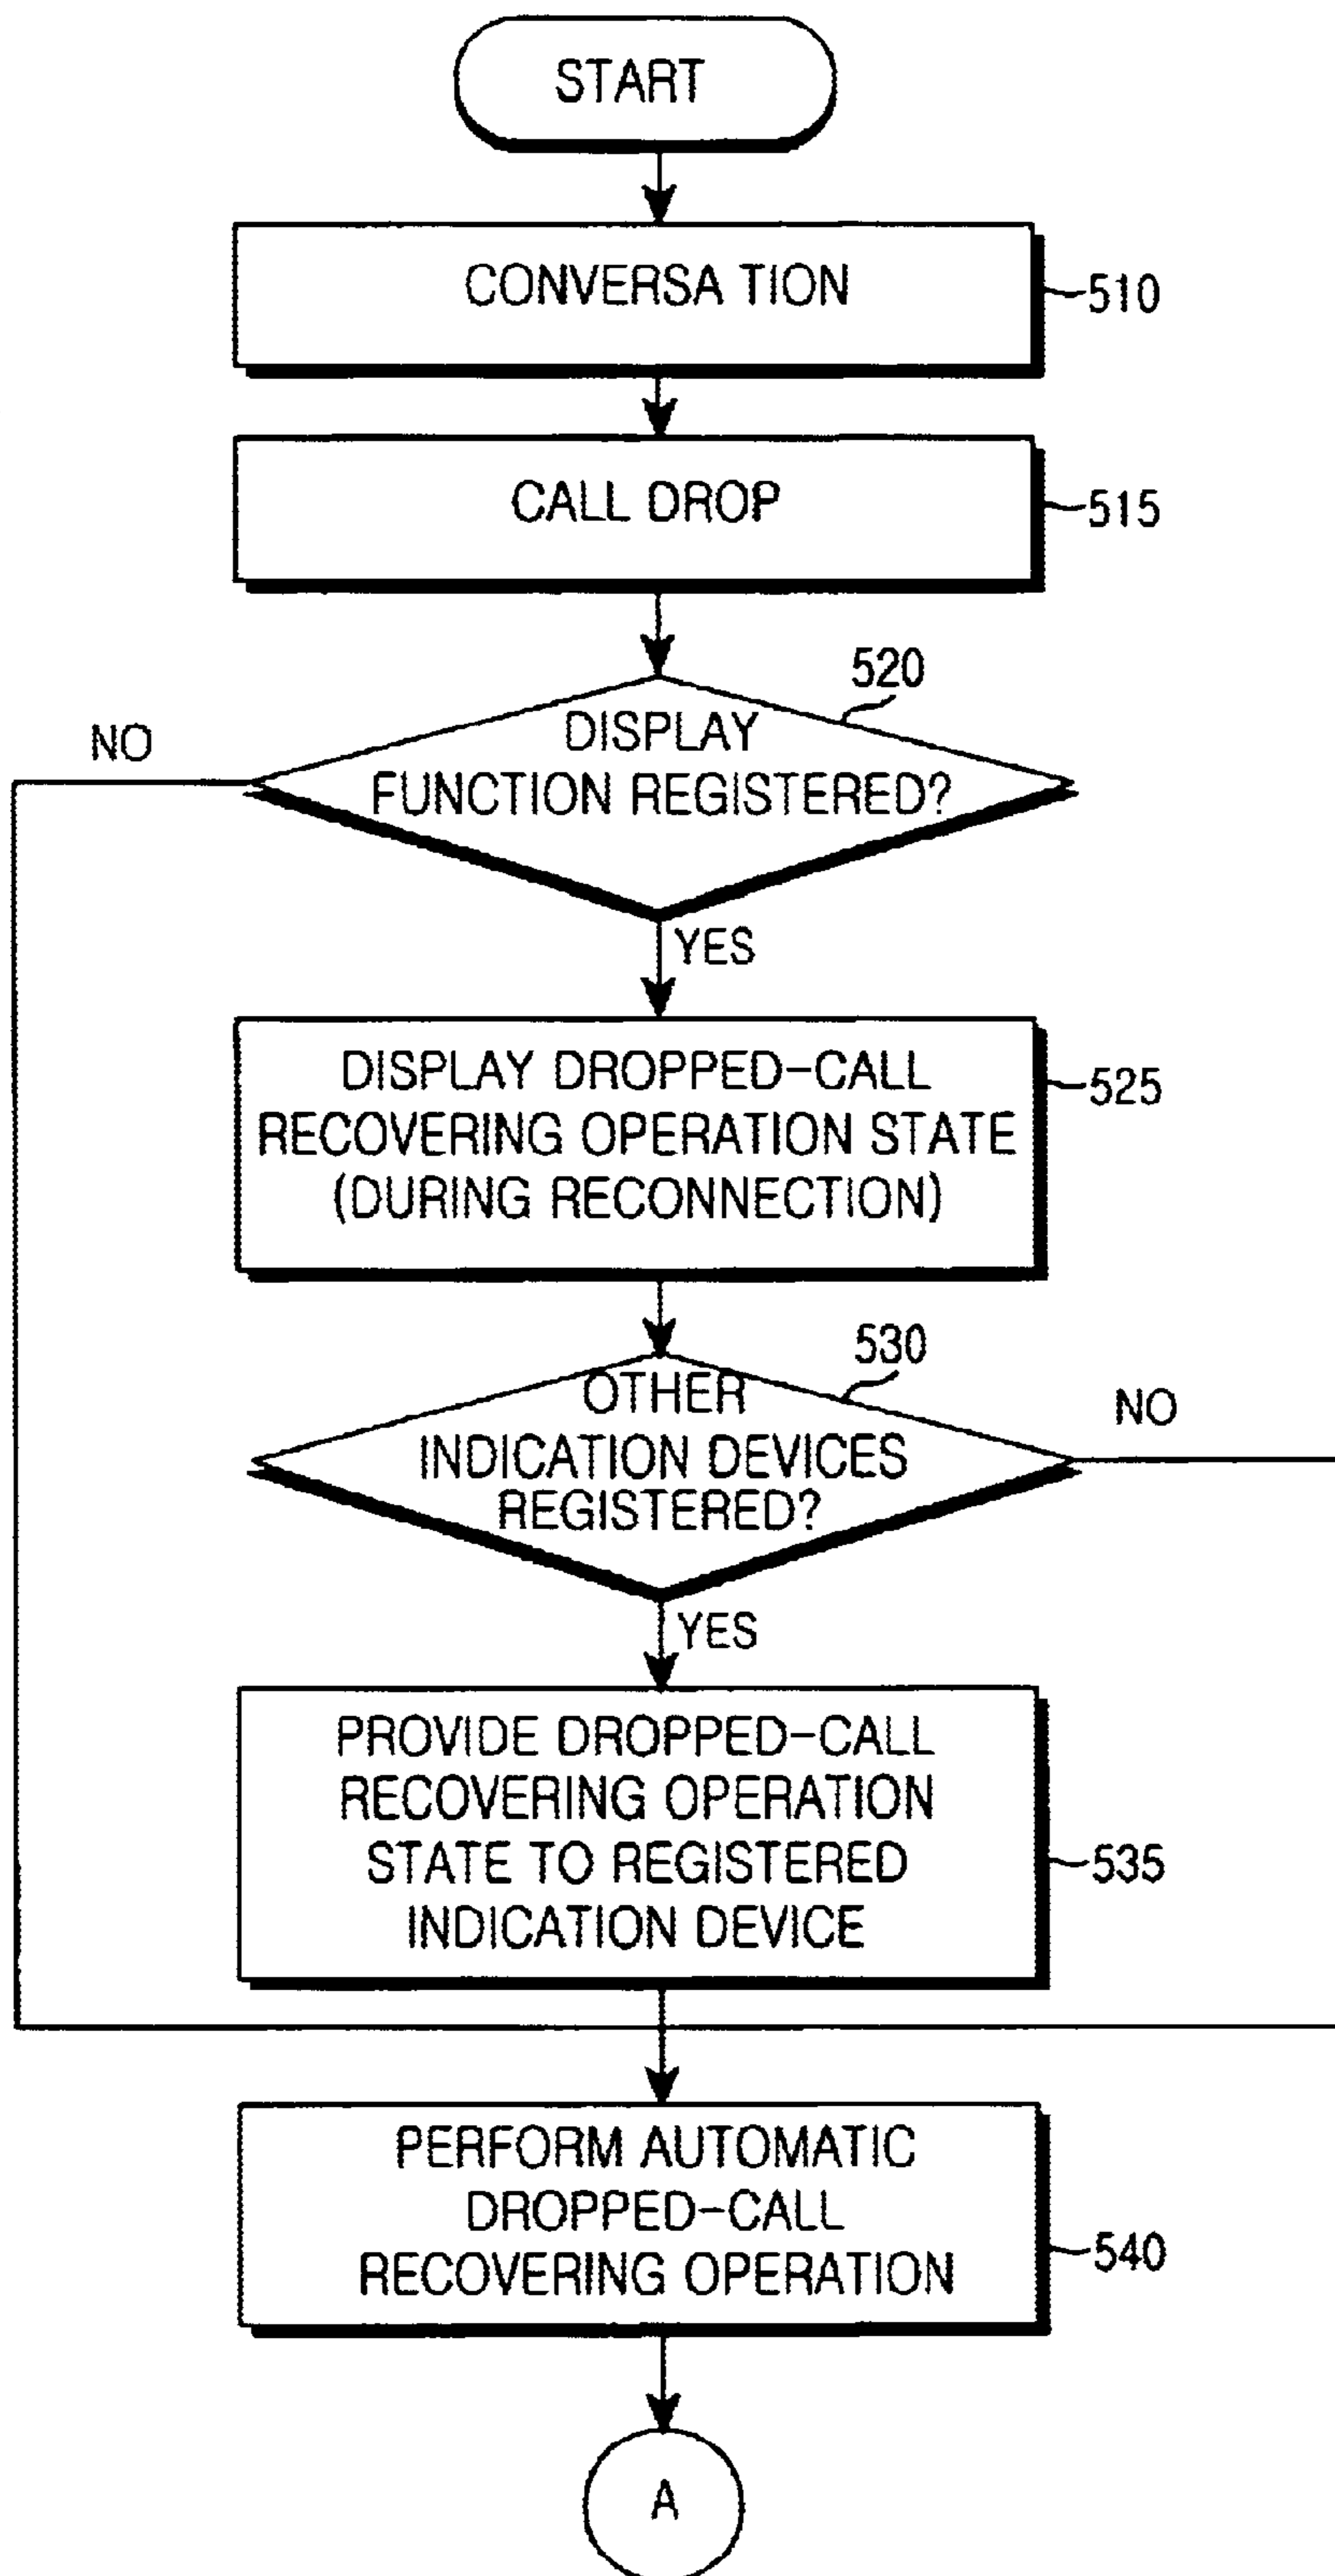 START
CONVERSA TION
510
CALL DROP
515
520
NO
DISPLAY
FUNCTION REGISTERED?
YES
DISPLAY DROPPED-CALL
RECOVERING OPERATION STATE
(DURING RECONNECTION)
525
530
OTHER
INDICATION DEVICES
REGISTERED?
NO
YES
PROVIDE DROPPED-CALL
RECOVERING OPERATION
STATE TO REGISTERED
INDICATION DEVICE
535
PERFORM AUTOMATIC
DROPPED-CALL
RECOVERING OPERATION
540
A